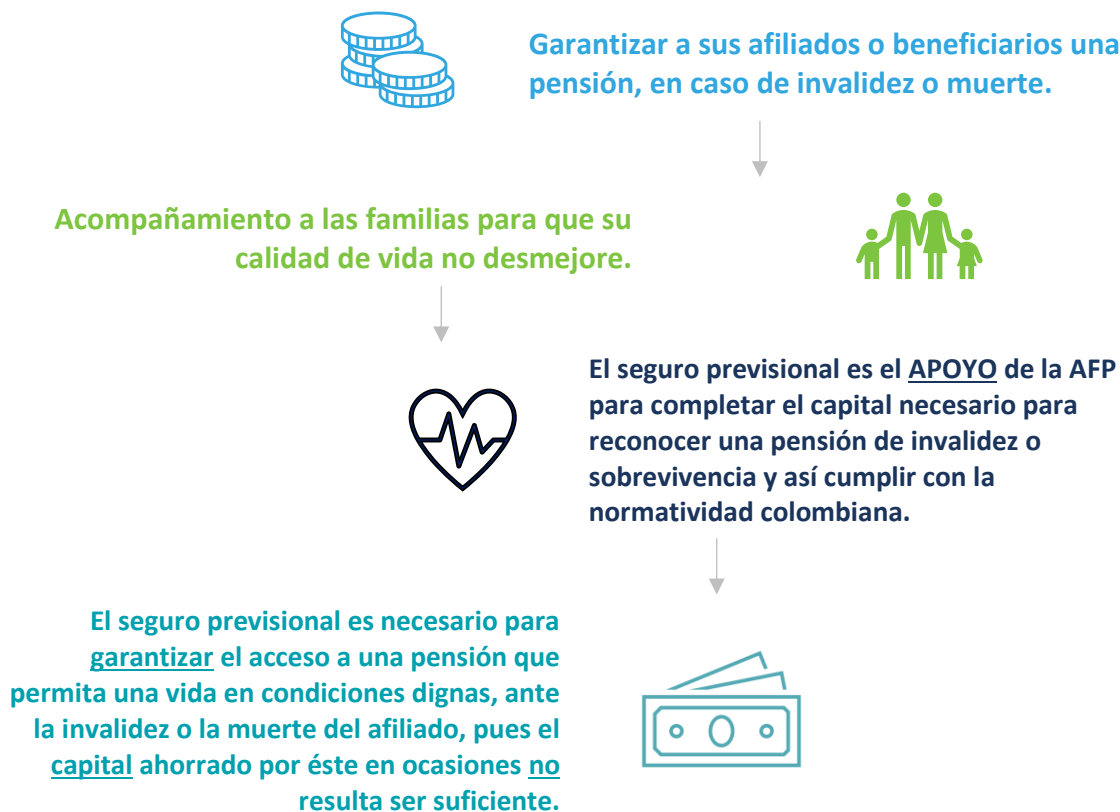 Garantizar a sus afiliados o beneficiarios una
pensión, en caso de invalidez o muerte.
Acompañamiento a las familias para que su
calidad de vida no desmejore.
El seguro previsional es el APOYO de la AFP
para completar el capital necesario para
reconocer una pensión de invalidez o
sobrevivencia y así cumplir con la
normatividad colombiana.
El seguro previsional es necesario para
garantizar el acceso a una pensión que
permita una vida en condiciones dignas, ante
la invalidez o la muerte del afiliado, pues el
capital ahorrado por éste en ocasiones no
resulta ser suficiente.